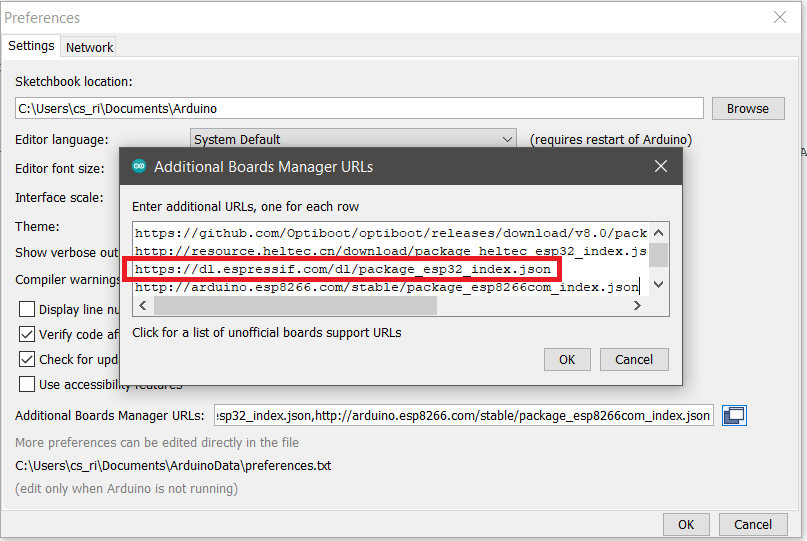 Preferences
Settings Network
Sketchbook location:
C:\Users\cs_ri\Documents\Arduino Browse
Editor language: System Default (requires restart of Arduino)
Editor font size:
Interface scale:
Theme:
Show verbose out
Compiler warnings
Display line nu
Verify code aft
Check for upda
Use accessibility features
Additional Boards Manager URLs
Enter additional URLs, one for each row
https://github.com/Optiboot/optiboot/releases/download/v8.0/pack
http://resource.heltec.cn/download/package_heltec_esp32_index.js
https://dl.espressif.com/dl/package_esp32_index.json
http://arduino.esp8266.com/stable/package_esp8266com_index.json
Click for a list of unofficial boards support URLs
OK Cancel
Additional Boards Manager URLs: esp32_index.json,http://arduino.esp8266.com/stable/package_esp8266com_index.json
More preferences can be edited directly in the file
C:\Users\cs_ri\Documents\ArduinoData\preferences.txt
(edit only when Arduino is not running)
OK Cancel